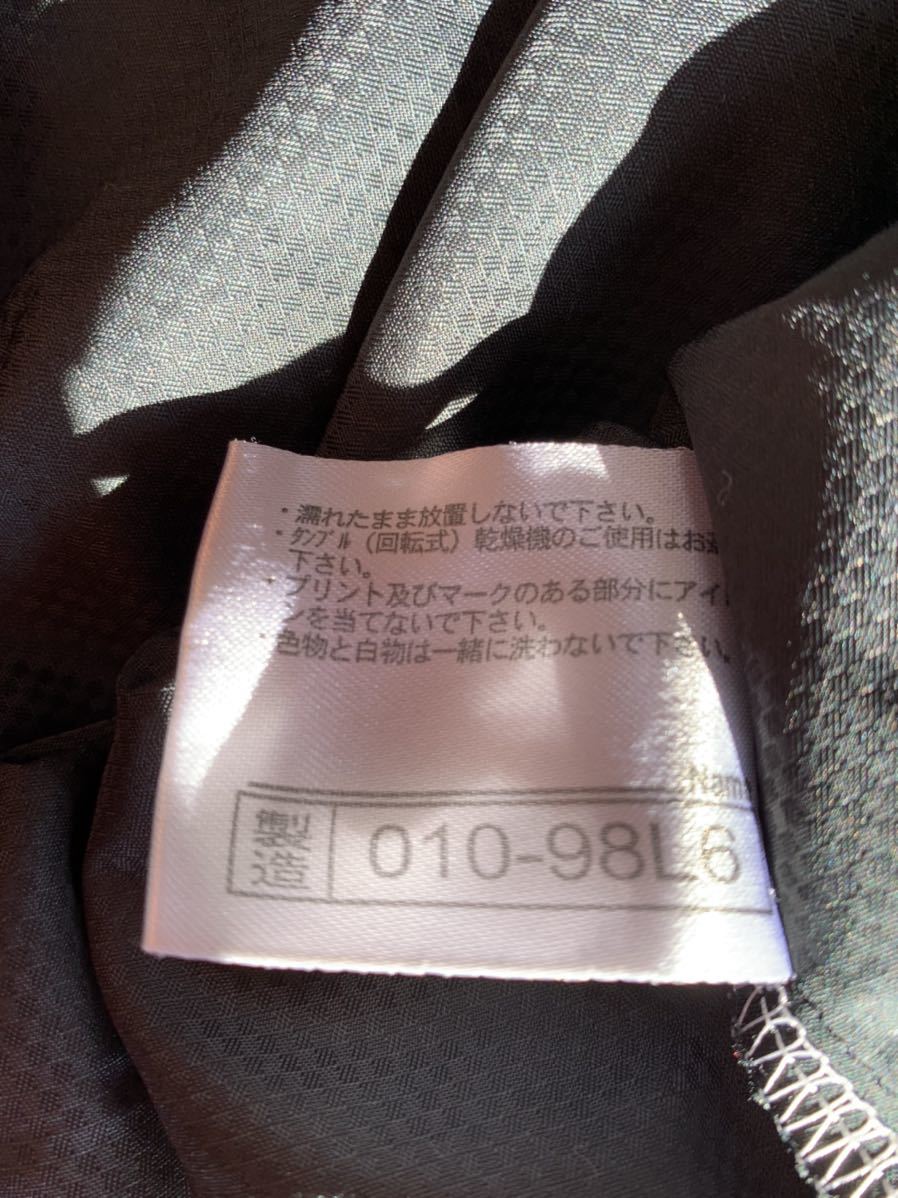 ・濡れたまま放置しないで下さい。
・タンブル（回転式）乾燥機のご使用はお
下さい。
・プリント及びマークのある部分にアイ
ンを当てないで下さい。
色物と白物は一緒に洗わないで下さい。
Nam
製造 010-98L6